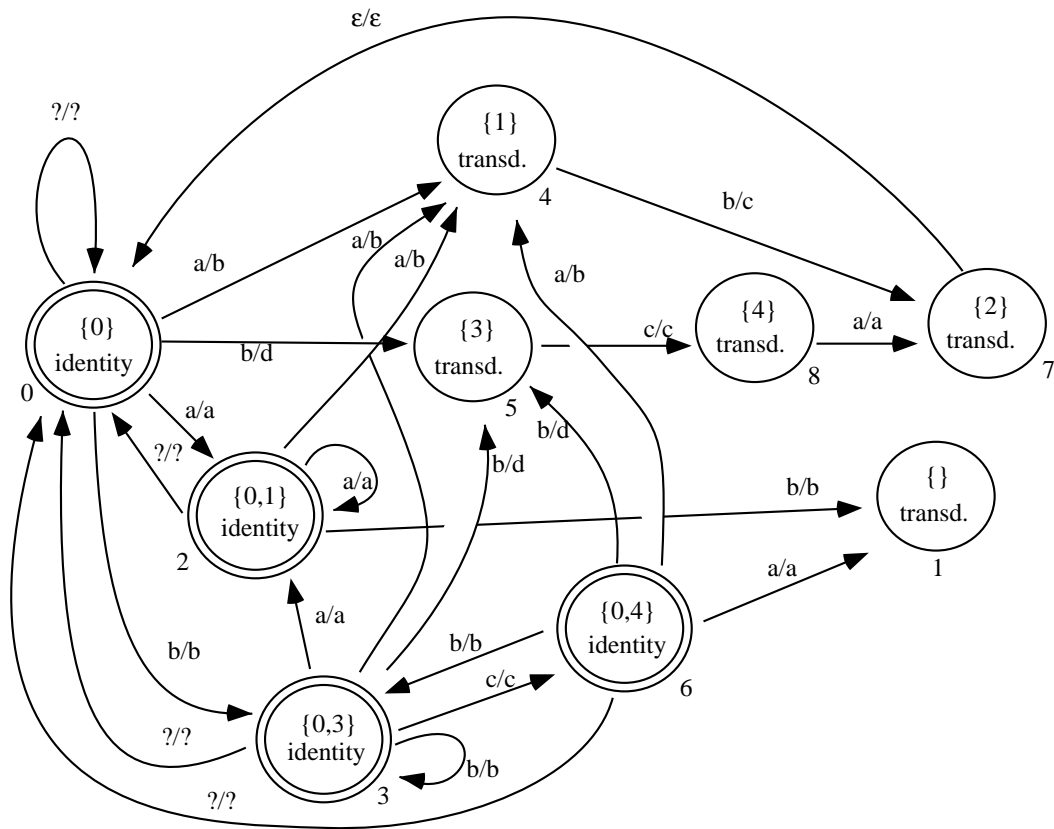 ε/ε
?/?
{1}
transd.
4
b/c
a/b
a/b
a/b
a/b
{0}
identity
0
b/d
{3}
transd.
5
c/c
{4}
transd.
8
a/a
{2}
transd.
7
a/a
?/?
b/d
b/d
{0,1}
identity
2
a/a
b/b
{}
transd.
1
a/a
a/a
{0,4}
identity
6
b/b
b/b
c/c
{0,3}
identity
3
?/?
b/b
?/?